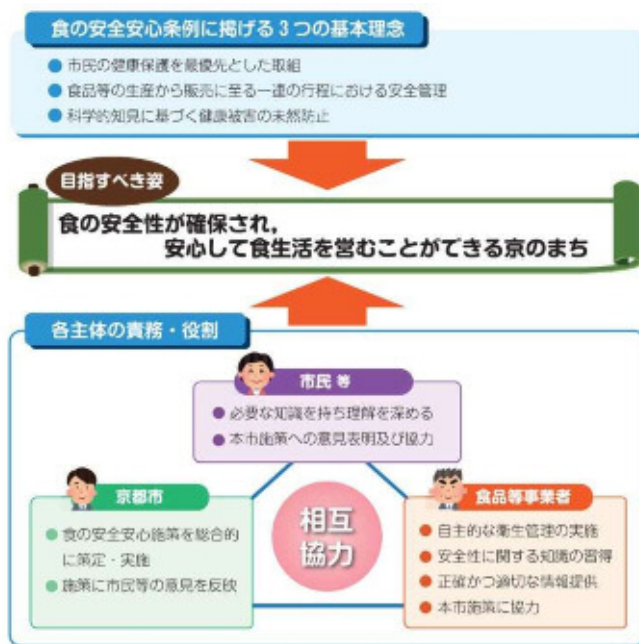 食の安全安心条例に掲げる3つの基本理念
● 市民の健康保護を最優先とした取組
● 食品等の生産から販売に至る一連の行程における安全管理
● 科学的知見に基づく健康被害の未然防止
目指すべき姿
食の安全性が確保され，
安心して食生活を営むことができる京のまち
各主体の責務・役割
市民 等
● 必要な知識を持ち理解を深める
● 本市施策への意見表明及び協力
京都市
● 食の安全安心施策を総合的
に策定・実施
● 施策に市民等の意見を反映
相互
協力
食品等事業者
● 自主的な衛生管理の実施
● 安全性に関する知識の習得
● 正確かつ適切な情報提供
● 本市施策に協力